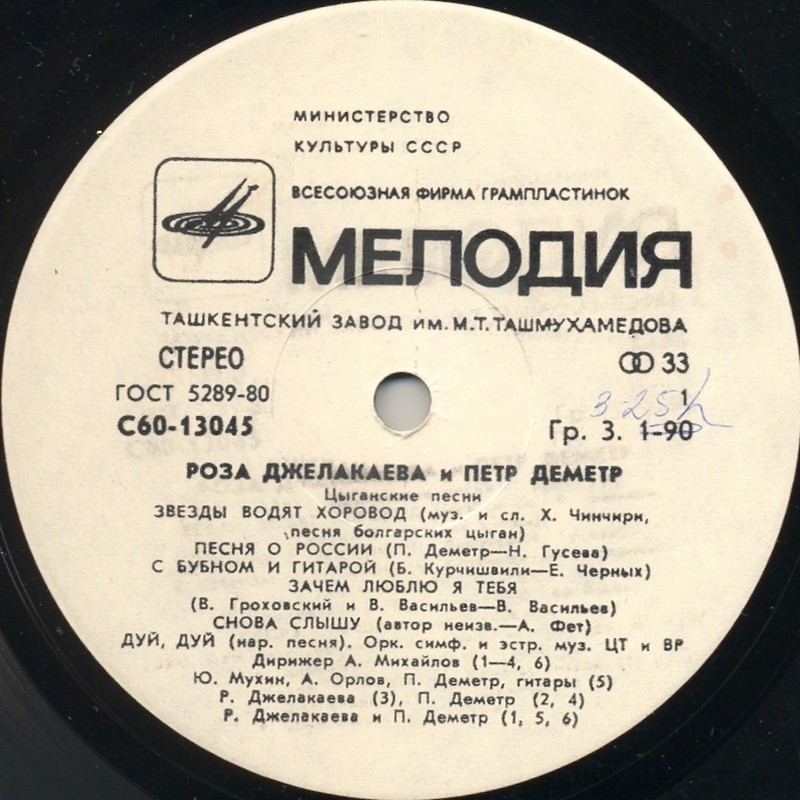 МИНИСТЕРСТВО
КУЛЬТУРЫ СССР
ВСЕСОЮЗНАЯ ФИРМА ГРАМПЛАСТИНОК
МЕЛОДИЯ
ТАШКЕНТСКИЙ ЗАВОД им. М.Т. ТАШМУХАМЕДОВА
СТЕРЕО 33
ГОСТ 5289-80 1
С60-13045 Гр. 3. 1-90
3-25
РОЗА ДЖЕЛАКАЕВА и ПЕТР ДЕМЕТР
Цыганские песни
ЗВЕЗДЫ ВОДЯТ ХОРОВОД (муз. и сл. Х. Чинчири,
песня болгарских цыган)
ПЕСНЯ О РОССИИ (П. Деметр—Н. Гусева)
С БУБНОМ И ГИТАРОЙ (Б. Курчишвили—Е. Черных)
ЗАЧЕМ ЛЮБЛЮ Я ТЕБЯ
(В. Гроховский и В. Васильев—В. Васильев)
СНОВА СЛЫШУ (автор неизв.—А. Фет)
ДУЙ, ДУЙ (нар. песня). Орк. симф. и эстр. муз. ЦТ и ВР
Дирижер А. Михайлов (1—4, 6)
Ю. Мухин, А. Орлов, П. Деметр, гитары (5)
Р. Джелакаева (3), П. Деметр (2, 4)
Р. Джелакаева и П. Деметр (1, 5, 6)